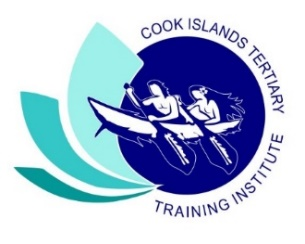 COOK ISLANDS TERTIARY
TRAINING INSTITUTE